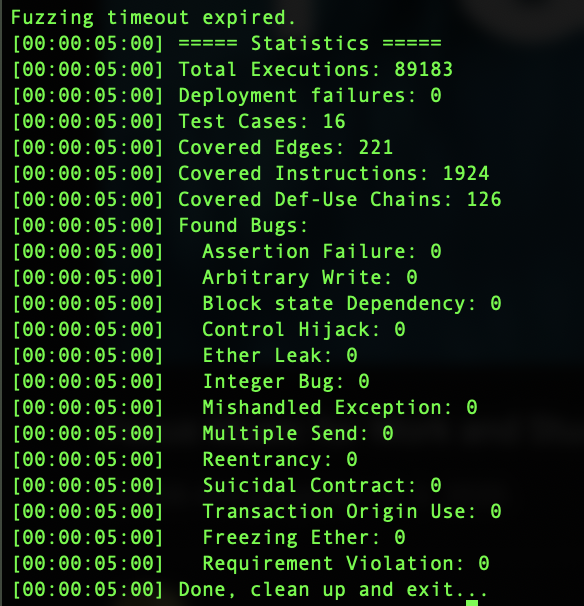 Fuzzing timeout expired.
[00:00:05:00] ===== Statistics =====
[00:00:05:00] Total Executions: 89183
[00:00:05:00] Deployment failures: 0
[00:00:05:00] Test Cases: 16
[00:00:05:00] Covered Edges: 221
[00:00:05:00] Covered Instructions: 1924
[00:00:05:00] Covered Def-Use Chains: 126
[00:00:05:00] Found Bugs:
[00:00:05:00]   Assertion Failure: 0
[00:00:05:00]   Arbitrary Write: 0
[00:00:05:00]   Block state Dependency: 0
[00:00:05:00]   Control Hijack: 0
[00:00:05:00]   Ether Leak: 0
[00:00:05:00]   Integer Bug: 0
[00:00:05:00]   Mishandled Exception: 0
[00:00:05:00]   Multiple Send: 0
[00:00:05:00]   Reentrancy: 0
[00:00:05:00]   Suicidal Contract: 0
[00:00:05:00]   Transaction Origin Use: 0
[00:00:05:00]   Freezing Ether: 0
[00:00:05:00]   Requirement Violation: 0
[00:00:05:00] Done, clean up and exit...